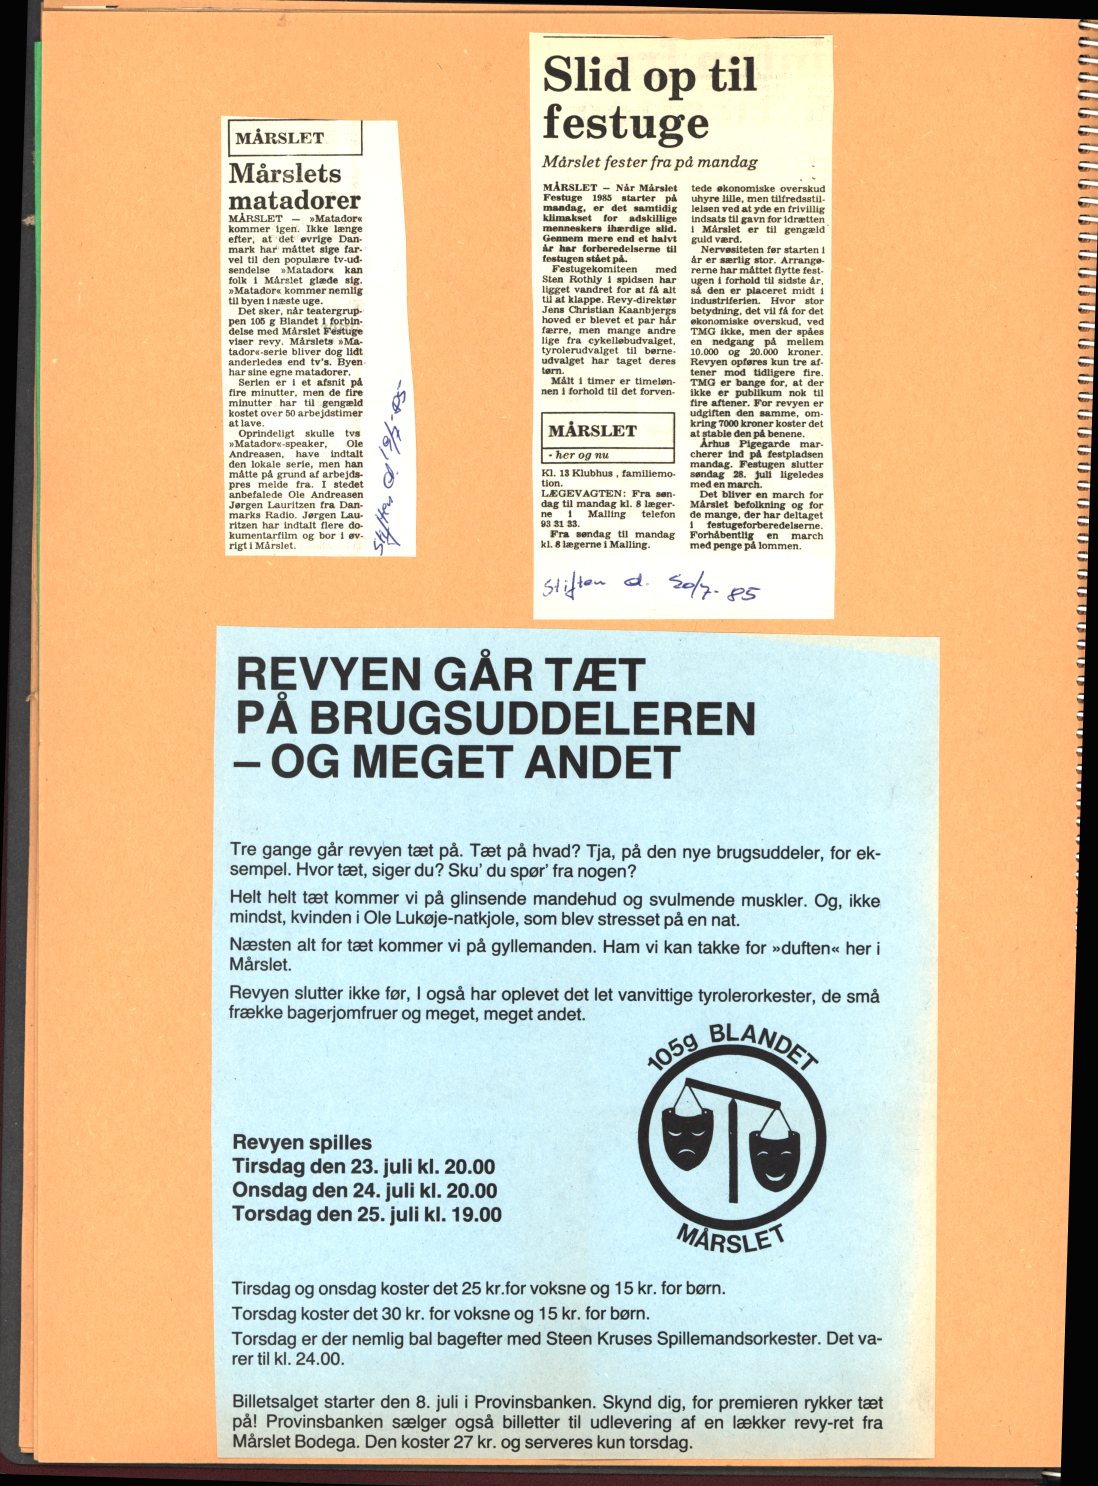 MÅRSLET
Mårslets
matadorer
MÅRSLET — »Matador«
kommer igen. Ikke længe
efter, at det øvrige Dan-
mark har måttet sige far-
vel til den populære tv-ud-
sendelse »Matador« kan
folk i Mårslet glæde sig.
»Matador« kommer nemlig
til byen i næste uge.
Det sker, når teatergrup-
pen 105 g Blandet i forbin-
delse med Mårslet Festuge
viser revy. Mårslets »Ma-
tador«-serie bliver dog lidt
anderledes end tv's. Byen
har sine egne matadorer.
Serien er i et afsnit på
fire minutter, men de fire
minutter har til gengæld
kostet over 50 arbejdstimer
at lave.
Oprindeligt skulle tvs
»Matador«-speaker, Ole
Andreasen, have indtalt
den lokale serie, men han
måtte på grund af arbejds-
pres melde fra. I stedet
anbefalede Ole Andreasen
Jørgen Lauritzen fra Dan-
marks Radio. Jørgen Lau-
ritzen har indtalt flere do-
kumentarfilm og bor i øv-
rigt i Mårslet.
Stiften d. 19/7-85-
Slid op til
festuge
Mårslet fester fra på mandag
MÅRSLET — Når Mårslet
Festuge 1985 starter på
mandag, er det samtidig
klimakset for adskillige
menneskers ihærdige slid.
Gennem mere end et halvt
år har forberedelserne til
festugen stået på.
Festugekomiteen med
Sten Rothly i spidsen har
ligget vandret for at få alt
til at klappe. Revy-direktør
Jens Christian Kaanbjergs
hoved er blevet et par hår
færre, men mange andre
lige fra cykelløbudvalget,
tyrolerudvalget til børne-
udvalget har taget deres
tørn.
Målt i timer er timeløn-
nen i forhold til det forven-
MÅRSLET
- her og nu
Kl. 13 Klubhus , familiemo-
tion.
LÆGEVAGTEN: Fra søn-
dag til mandag kl. 8 læger-
ne i Malling telefon
93 31 33.
Fra søndag til mandag
kl. 8 lægerne i Malling.
tede økonomiske overskud
uhyre lille, men tilfredsstil-
lelsen ved at yde en frivillig
indsats til gavn for idrætten
i Mårslet er til gengæld
guld værd.
Nervøsiteten før starten i
år er særlig stor. Arrangø-
rerne har måttet flytte fest-
ugen i forhold til sidste år,
så den er placeret midt i
industriferien. Hvor stor
betydning, det vil få for det
økonomiske overskud, ved
TMG ikke, men der spåes
en nedgang på mellem
10.000 og 20.000 kroner.
Revyen opføres kun tre af-
tener mod tidligere fire.
TMG er bange for, at der
ikke er publikum nok til
fire aftener. For revyen er
udgiften den samme, om-
kring 7000 kroner koster det
at stable den på benene.
Århus Pigegarde mar-
cherer ind på festpladsen
mandag. Festugen slutter
søndag 28. juli ligeledes
med en march.
Det bliver en march for
Mårslet befolkning og for
de mange, der har deltaget
i festugeforberedelserne.
Forhåbentlig en march
med penge på lommen.
Stiften d. 20/7-85
REVYEN GÅR TÆT
PÅ BRUGSUDDELEREN
– OG MEGET ANDET
Tre gange går revyen tæt på. Tæt på hvad? Tja, på den nye brugsuddeler, for ek-
sempel. Hvor tæt, siger du? Sku' du spør' fra nogen?
Helt helt tæt kommer vi på glinsende mandehud og svulmende muskler. Og, ikke
mindst, kvinden i Ole Lukøje-natkjole, som blev stresset på en nat.
Næsten alt for tæt kommer vi på gyllemanden. Ham vi kan takke for »duften« her i
Mårslet.
Revyen slutter ikke før, I også har oplevet det let vanvittige tyrolerorkester, de små
frække bagerjomfruer og meget, meget andet.
105g BLANDET
MÅRSLET
Revyen spilles
Tirsdag den 23. juli kl. 20.00
Onsdag den 24. juli kl. 20.00
Torsdag den 25. juli kl. 19.00
Tirsdag og onsdag koster det 25 kr.for voksne og 15 kr. for børn.
Torsdag koster det 30 kr. for voksne og 15 kr. for børn.
Torsdag er der nemlig bal bagefter med Steen Kruses Spillemandsorkester. Det va-
rer til kl. 24.00.
Billetsalget starter den 8. juli i Provinsbanken. Skynd dig, for premieren rykker tæt
på! Provinsbanken sælger også billetter til udlevering af en lækker revy-ret fra
Mårslet Bodega. Den koster 27 kr. og serveres kun torsdag.